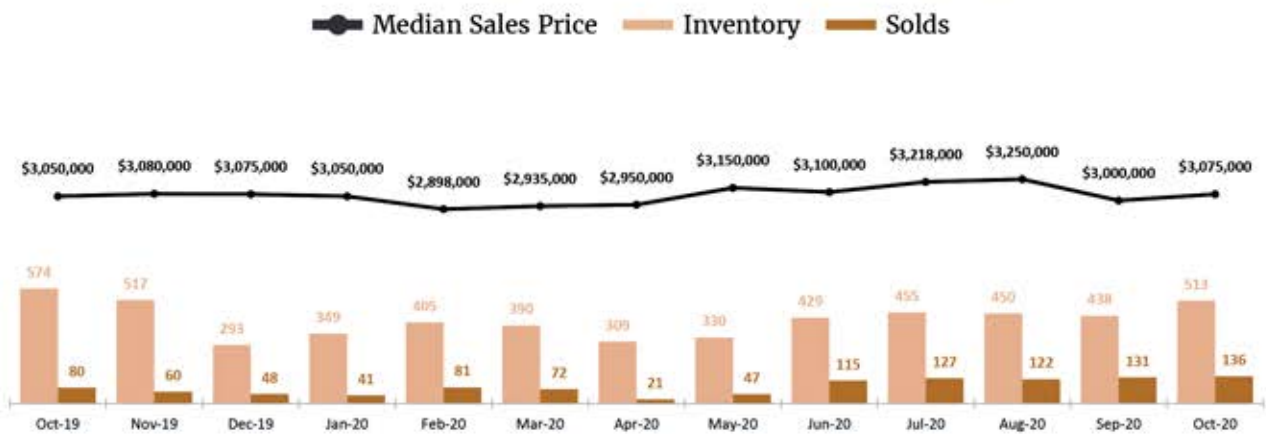 Median Sales Price Inventory Solds
$3,050,000 $3,080,000 $3,075,000 $3,050,000 $2,898,000 $2,935,000 $2,950,000 $3,150,000 $3,100,000 $3,218,000 $3,250,000 $3,000,000 $3,075,000
574 517 293 349 405 390 309 330 429 455 450 438 513
80 60 48 41 81 72 21 47 115 127 122 131 136
Oct-19 Nov-19 Dec-19 Jan-20 Feb-20 Mar-20 Apr-20 May-20 Jun-20 Jul-20 Aug-20 Sep-20 Oct-20